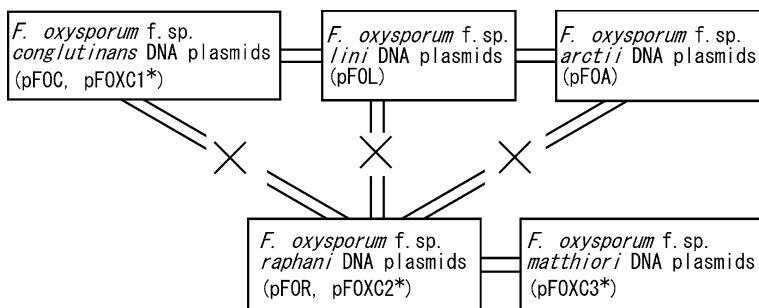 F. oxysporum f.sp.
conglutinans DNA plasmids
(pFOC, pFOXC1*)
F. oxysporum f.sp.
lini DNA plasmids
(pFOL)
F. oxysporum f.sp.
arctii DNA plasmids
(pFOA)
F. oxysporum f.sp.
raphani DNA plasmids
(pFOR, pFOXC2*)
F. oxysporum f.sp.
matthiori DNA plasmids
(pFOXC3*)